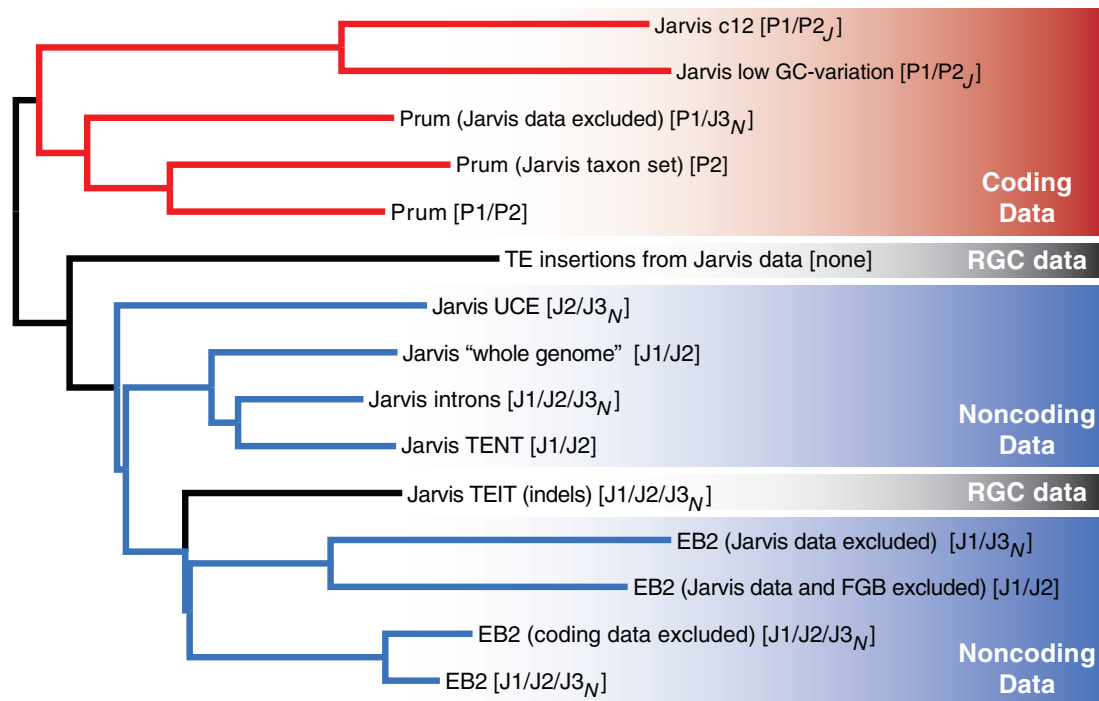 Jarvis c12 [P1/P2J]
Jarvis low GC-variation [P1/P2J]
Prum (Jarvis data excluded) [P1/J3N]
Prum (Jarvis taxon set) [P2]
Prum [P1/P2]
Coding
Data
TE insertions from Jarvis data [none]
RGC data
Jarvis UCE [J2/J3N]
Jarvis “whole genome” [J1/J2]
Jarvis introns [J1/J2/J3N]
Jarvis TENT [J1/J2]
Noncoding
Data
Jarvis TEIT (indels) [J1/J2/J3N]
RGC data
EB2 (Jarvis data excluded) [J1/J3N]
EB2 (Jarvis data and FGB excluded) [J1/J2]
EB2 (coding data excluded) [J1/J2/J3N]
EB2 [J1/J2/J3N]
Noncoding
Data